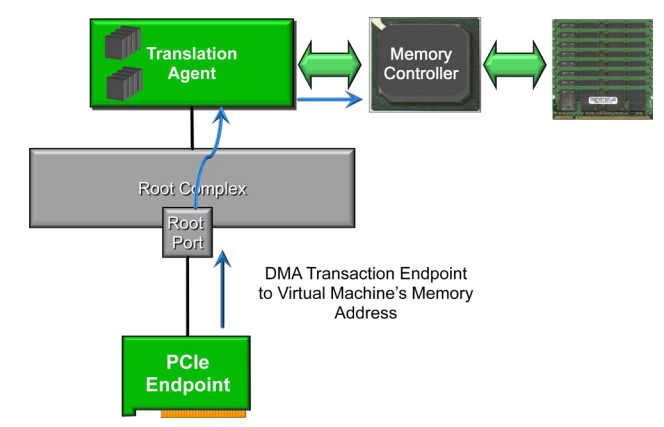 Translation
Agent
Memory
Controller
Root Complex
Root
Port
DMA Transaction Endpoint
to Virtual Machine's Memory
Address
PCIe
Endpoint